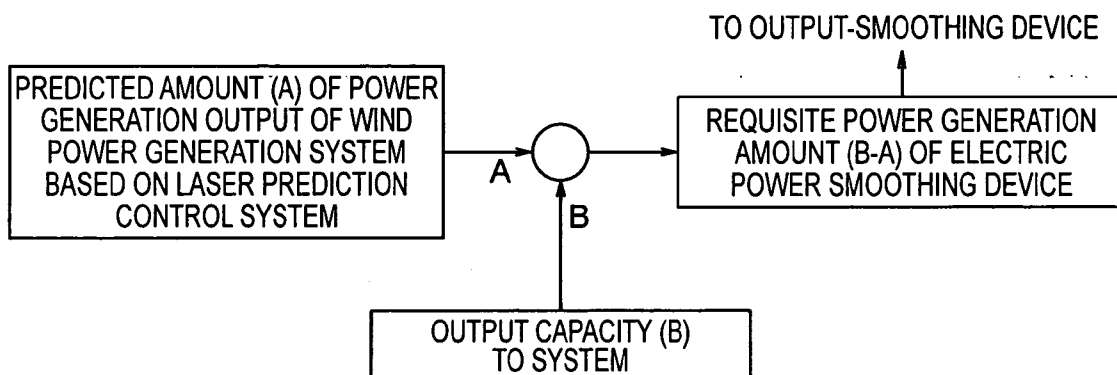 TO OUTPUT-SMOOTHING DEVICE
PREDICTED AMOUNT (A) OF POWER
GENERATION OUTPUT OF WIND
POWER GENERATION SYSTEM
BASED ON LASER PREDICTION
CONTROL SYSTEM
A
B
REQUISITE POWER GENERATION
AMOUNT (B-A) OF ELECTRIC
POWER SMOOTHING DEVICE
OUTPUT CAPACITY (B)
TO SYSTEM